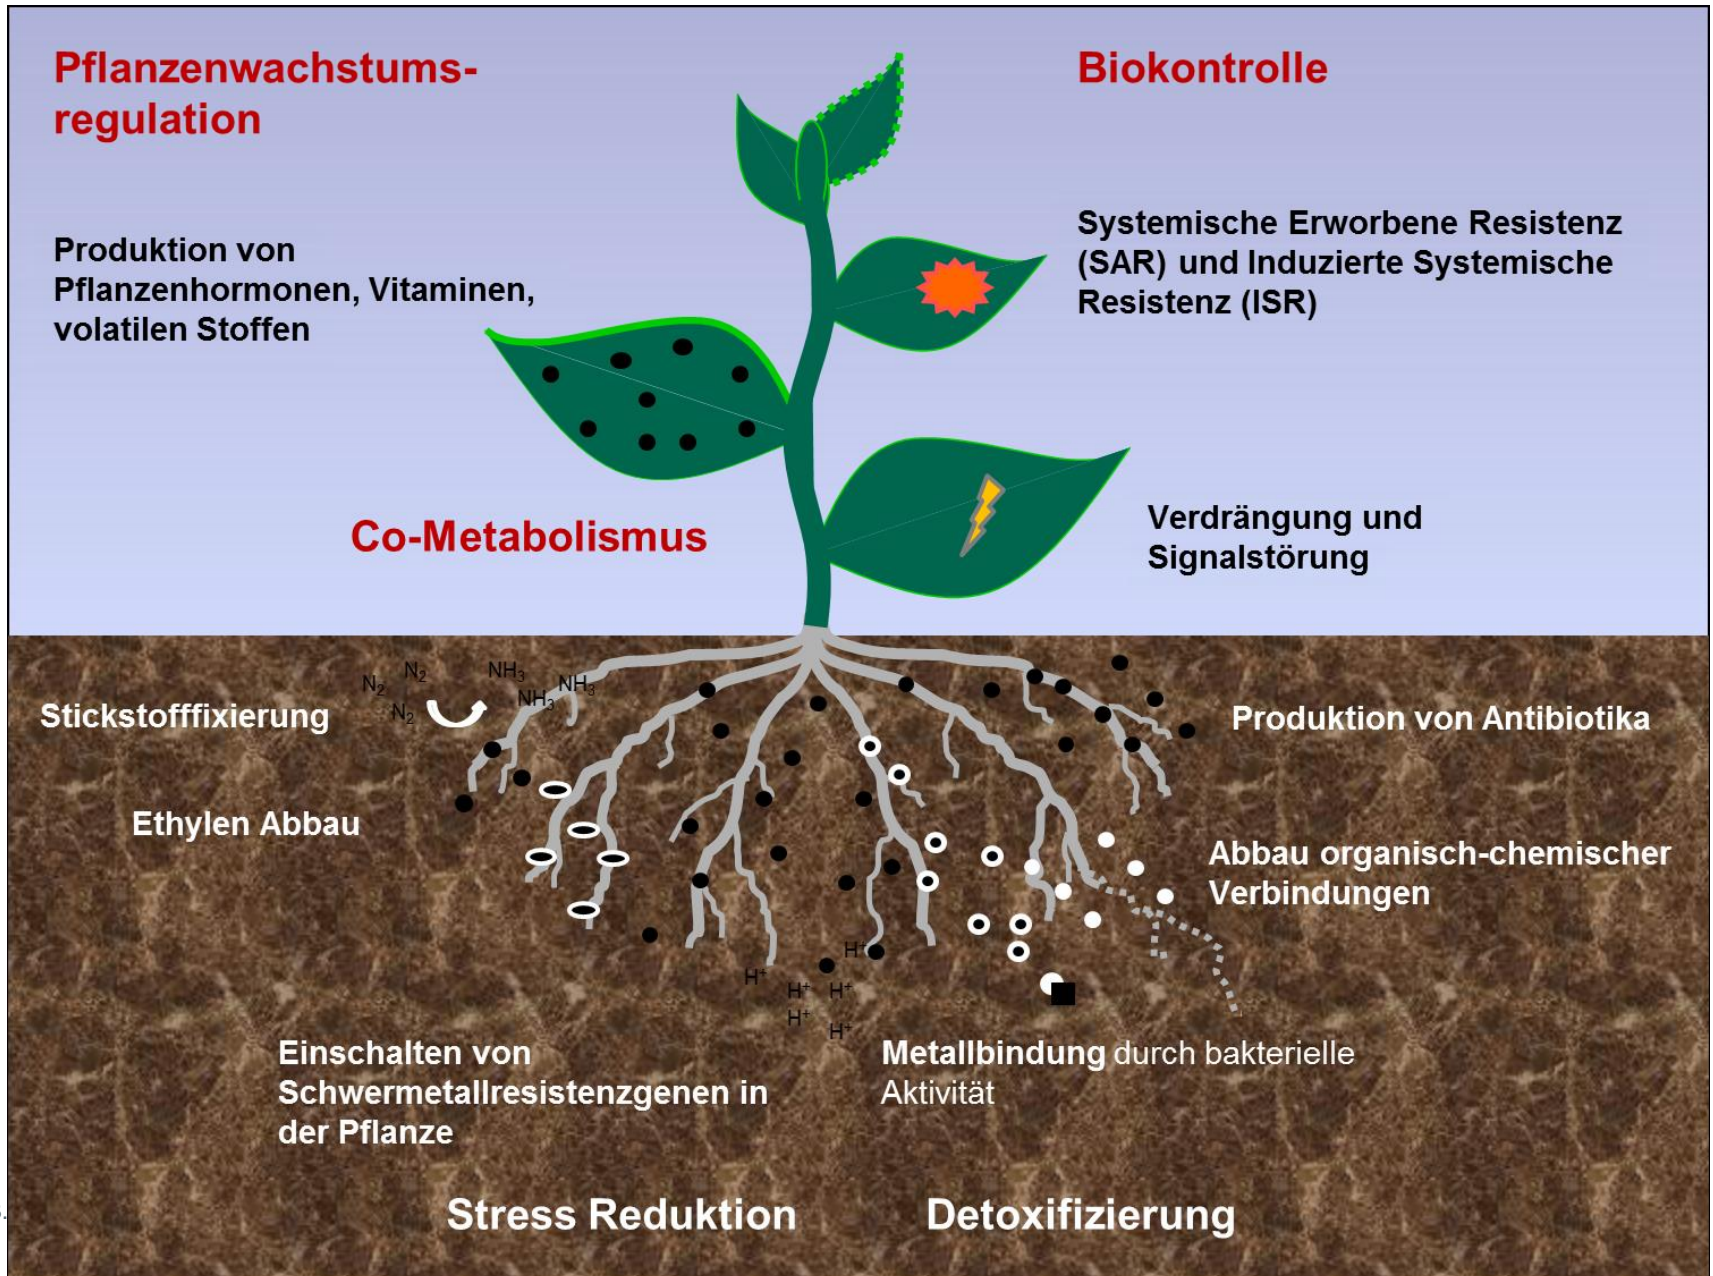 Pflanzenwachstums-
regulation
Biokontrolle
Produktion von
Pflanzenhormonen, Vitaminen,
volatilen Stoffen
Systemische Erworbene Resistenz
(SAR) und Induzierte Systemische
Resistenz (ISR)
Co-Metabolismus
Verdrängung und
Signalstörung
N₂ N₂ NH₃ NH₃
N₂ NH₃
Stickstofffixierung
Produktion von Antibiotika
Ethylen Abbau
Abbau organisch-chemischer
Verbindungen
H⁺
H⁺ H⁺ H⁺
H⁺ H⁺
Einschalten von
Schwermetallresistenzgenen in
der Pflanze
Metallbindung durch bakterielle
Aktivität
Stress Reduktion
Detoxifizierung